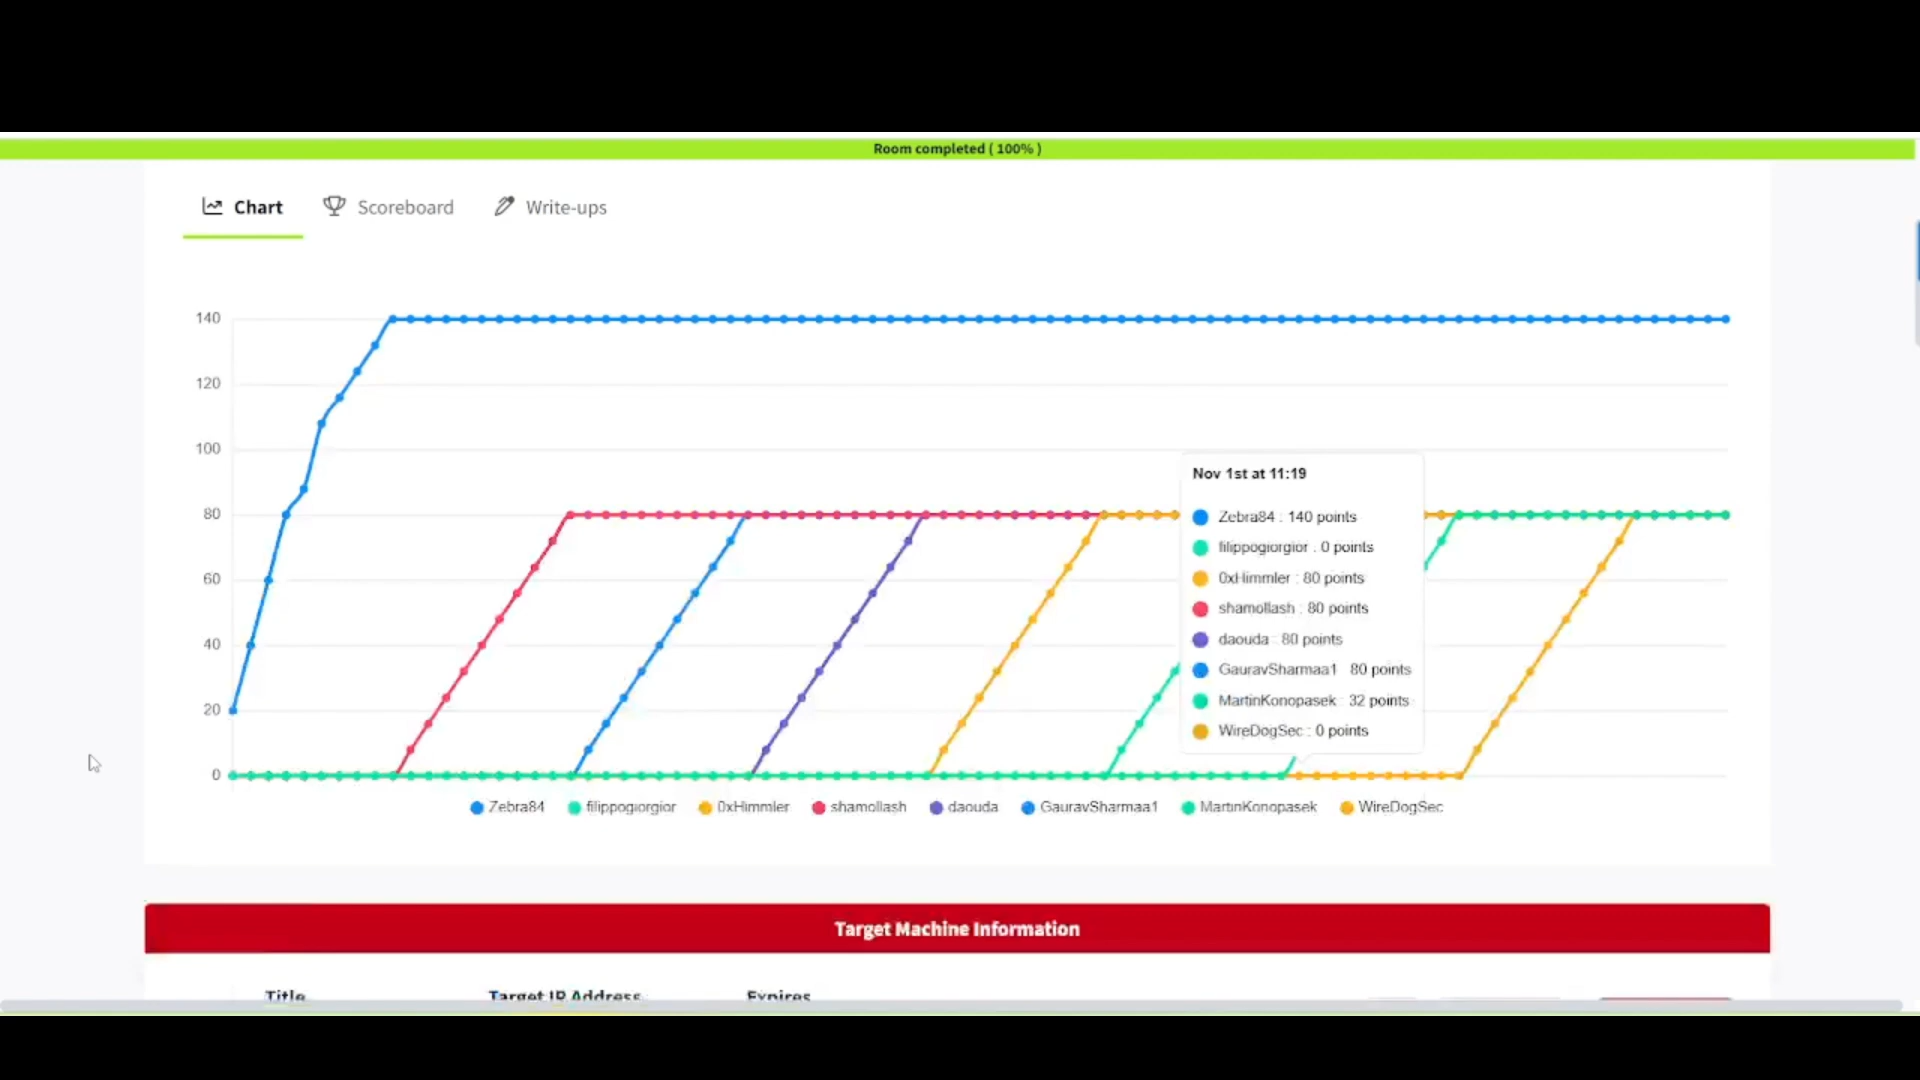 Room completed ( 100% )
Chart Scoreboard Write-ups
140
120
100
80
60
40
20
0
Nov 1st at 11:19
Zebra84 : 140 points
filippogiorgior : 0 points
0xHimmler : 80 points
shamollash : 80 points
daouda : 80 points
GauravSharmaa1 80 points
MartinKonopasek : 32 points
WireDogSec : 0 points
Zebra84 filippogiorgior 0xHimmler shamollash daouda GauravSharmaa1 MartinKonopasek WireDogSec
Target Machine Information
Title Target IP Address Expires